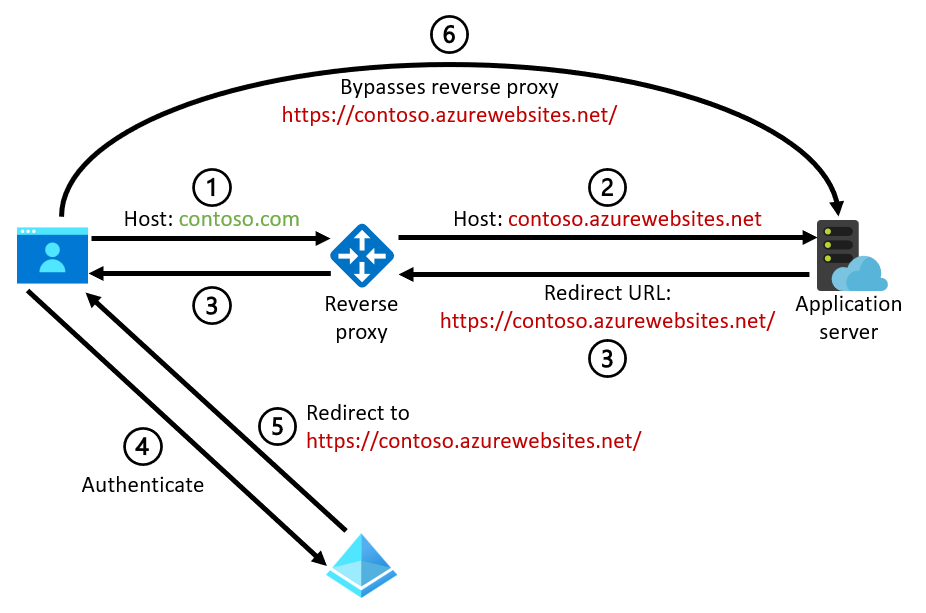 6
Bypasses reverse proxy
https://contoso.azurewebsites.net/
1
Host: contoso.com
2
Host: contoso.azurewebsites.net
3
Reverse
proxy
Redirect URL:
https://contoso.azurewebsites.net/
3
Application
server
4
Authenticate
5
Redirect to
https://contoso.azurewebsites.net/